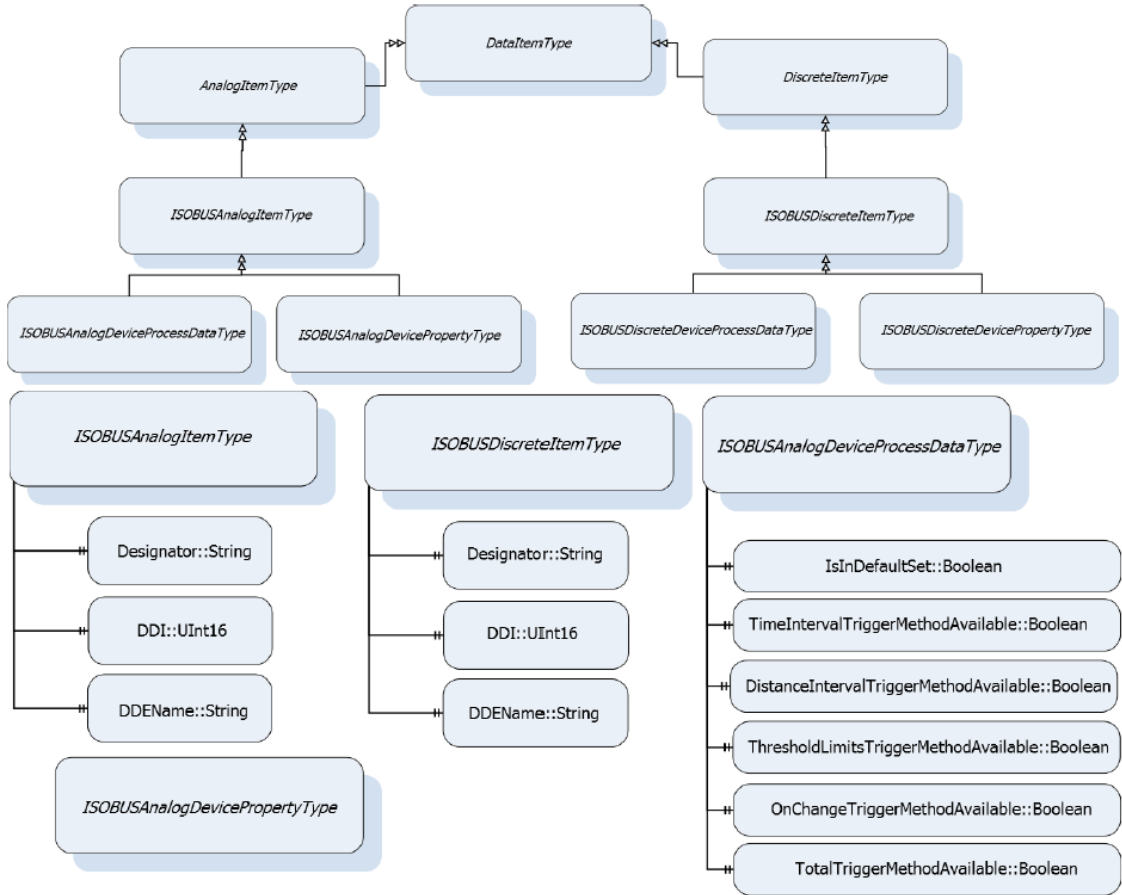 DataItemType
AnalogItemType
DiscreteItemType
ISOBUSAnalogItemType
ISOBUSDiscreteItemType
ISOBUSAnalogDeviceProcessDataType
ISOBUSAnalogDevicePropertyType
ISOBUSDiscreteDeviceProcessDataType
ISOBUSDiscreteDevicePropertyType
ISOBUSAnalogItemType
Designator::String
DDI::UInt16
DDEName::String
ISOBUSDiscreteItemType
Designator::String
DDI::UInt16
DDEName::String
ISOBUSAnalogDeviceProcessDataType
IsInDefaultSet::Boolean
TimeIntervalTriggerMethodAvailable::Boolean
DistanceIntervalTriggerMethodAvailable::Boolean
ThresholdLimitsTriggerMethodAvailable::Boolean
OnChangeTriggerMethodAvailable::Boolean
TotalTriggerMethodAvailable::Boolean
ISOBUSAnalogDevicePropertyType